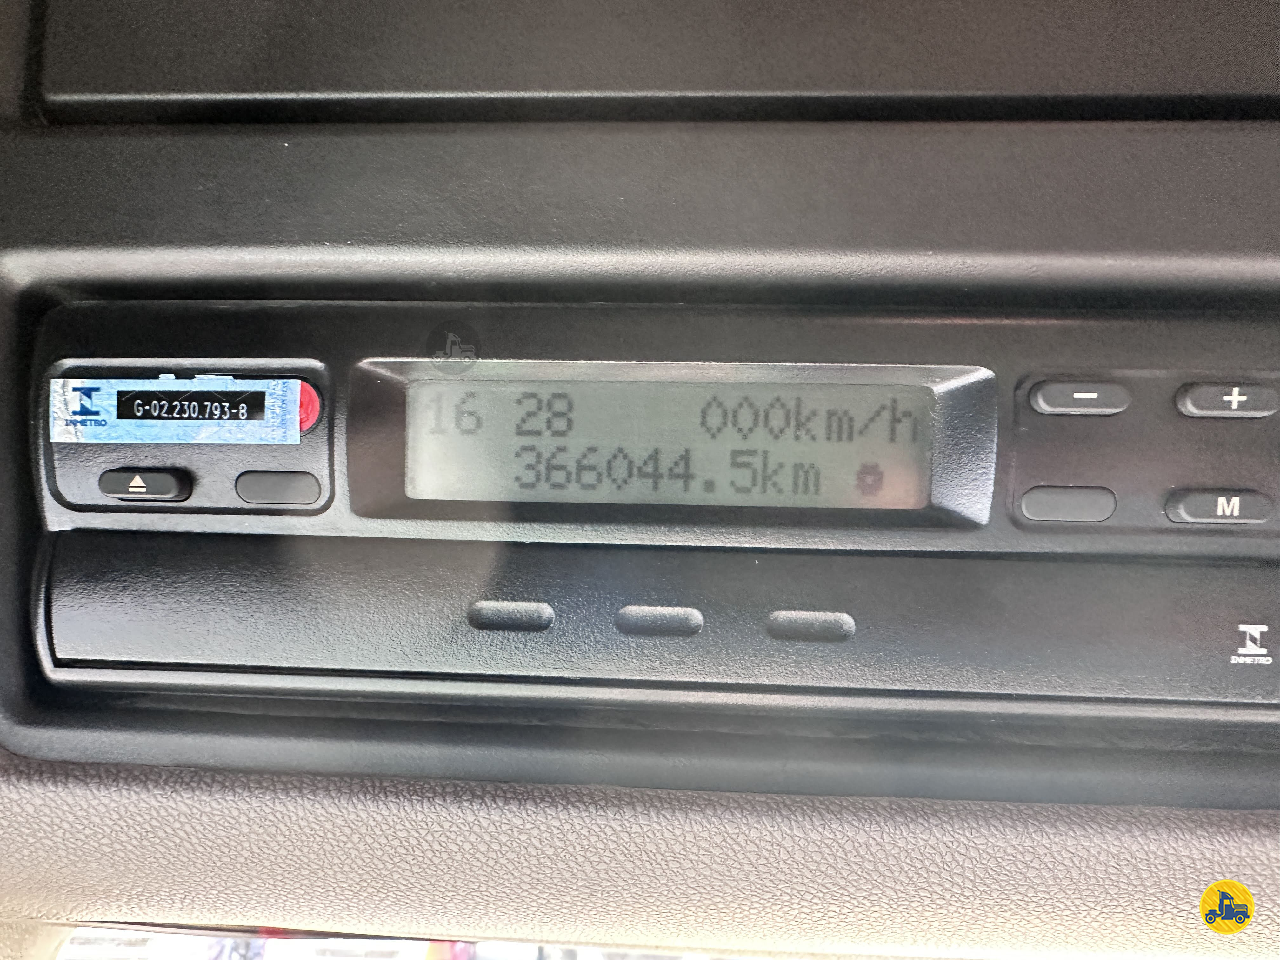 INMETRO
G-02.230.793-8
16 28 000km/h
366044.5km
M
INMETRO